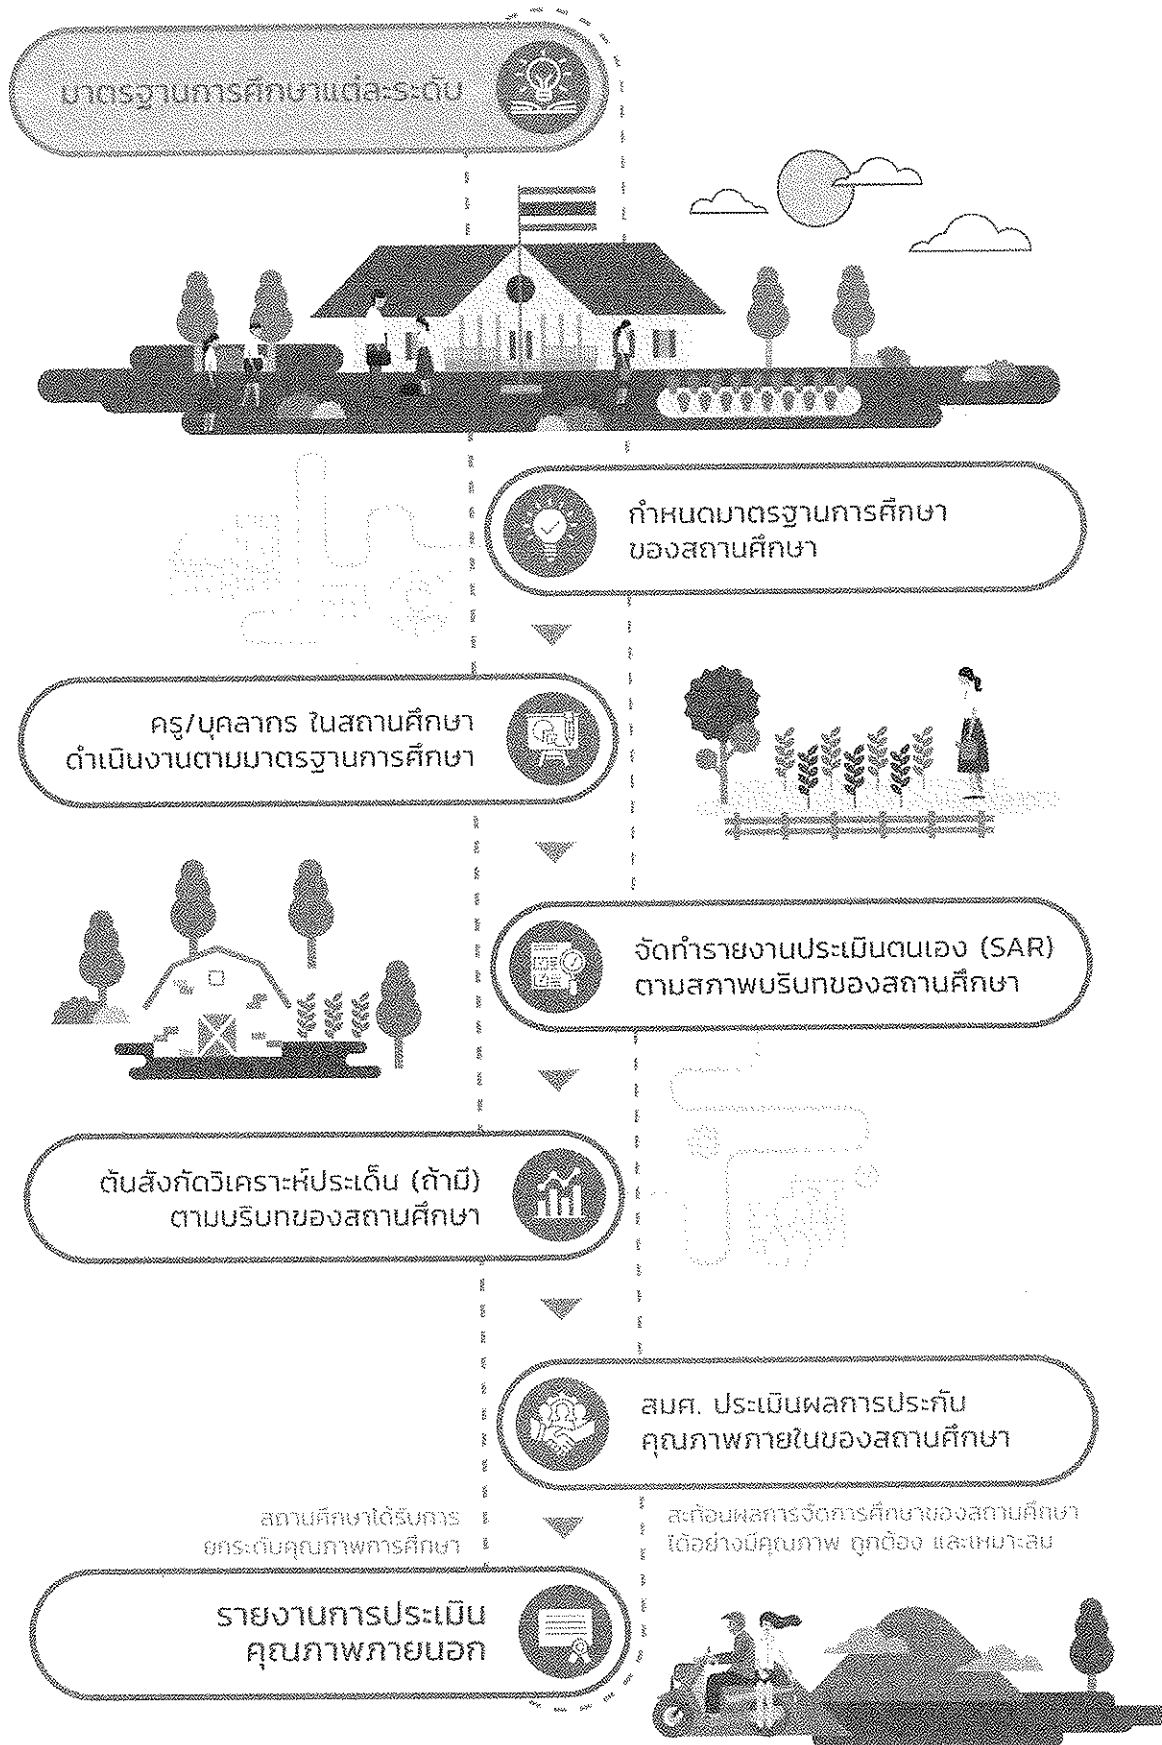 มาตรฐานการศึกษาแต่ละระดับ
กำหนดมาตรฐานการศึกษา
ของสถานศึกษา
ครู/บุคลากร ในสถานศึกษา
ดำเนินงานตามมาตรฐานการศึกษา
จัดทำรายงานประเมินตนเอง (SAR)
ตามสภาพบริบทของสถานศึกษา
ต้นสังกัดวิเคราะห์ประเด็น (ถ้ามี)
ตามบริบทของสถานศึกษา
สมศ. ประเมินผลการประกัน
คุณภาพภายในของสถานศึกษา
สถานศึกษาได้รับการ
ยกระดับคุณภาพการศึกษา
สะท้อนผลการจัดการศึกษาของสถานศึกษา
ได้อย่างมีคุณภาพ ถูกต้อง และเหมาะสม
รายงานการประเมิน
คุณภาพภายนอก